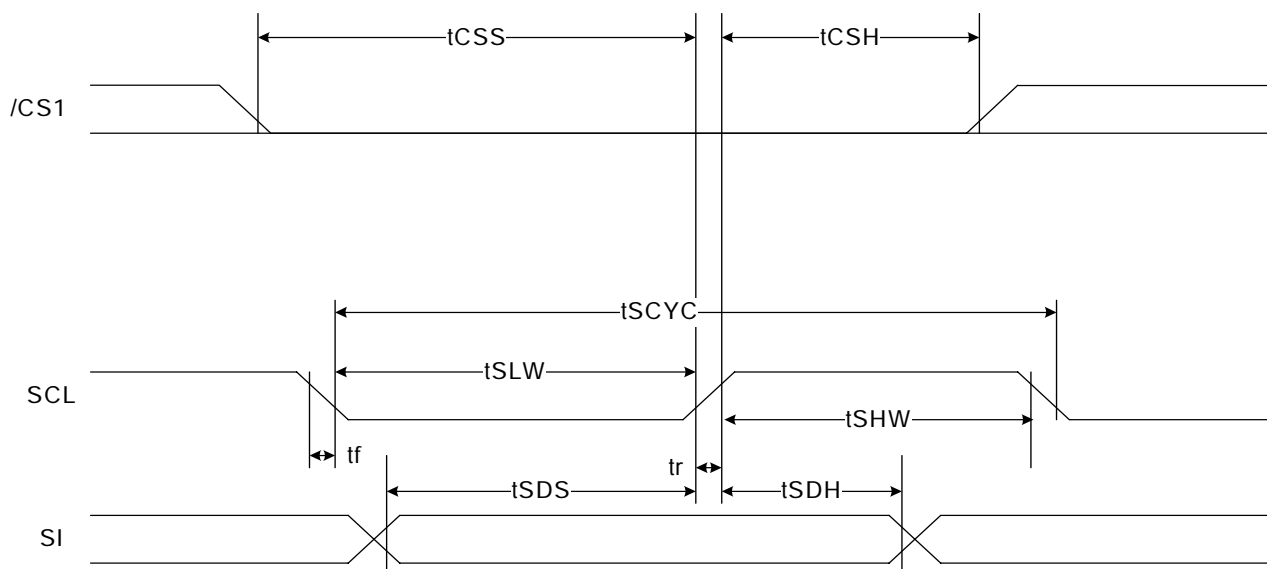 tCSS
tCSH
/CS1
tSCYC
tSLW
SCL
tSHW
tf
tr
tSDS
tSDH
SI